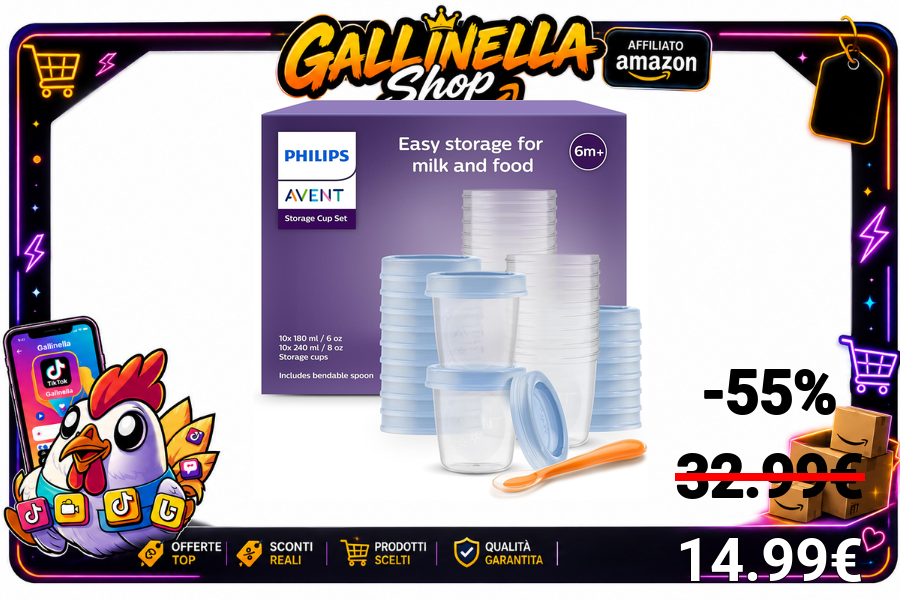 GALLINELLA
Shop
AFFILIATO
amazon
PHILIPS
AVENT
Storage Cup Set
Easy storage for
milk and food
6m+
10x 180 ml / 6 oz
10x 240 ml / 8 oz
Storage cups
Includes bendable spoon
Gallinella
TikTok
Gallinella
-55%
32.99€
14.99€
OFFERTE
TOP
SCONTI
REALI
PRODOTTI
SCELTI
QUALITÀ
GARANTITA